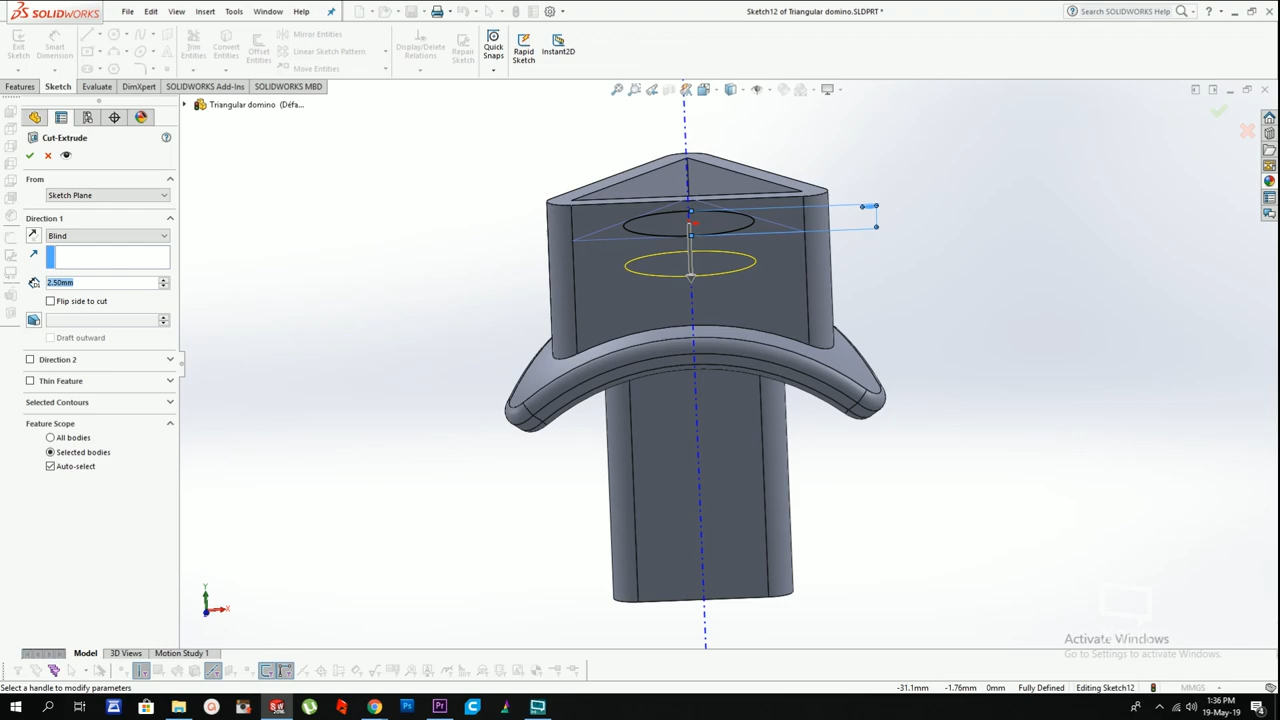 SOLIDWORKS
File
Edit
View
Insert
Tools
Window
Help
Sketch12 of Triangular domino.SLDPRT *
Search SOLIDWORKS Help
Exit
Sketch
Smart
Dimension
Trim
Entities
Convert
Entities
Offset
Entities
Mirror Entities
Linear Sketch Pattern
Move Entities
Display/Delete
Relations
Repair
Sketch
Quick
Snaps
Rapid
Sketch
Instant2D
Features
Sketch
Evaluate
DimXpert
SOLIDWORKS Add-Ins
SOLIDWORKS MBD
Triangular domino (Défa...
Cut-Extrude
From
Sketch Plane
Direction 1
Blind
2.50mm
Flip side to cut
Draft outward
Direction 2
Thin Feature
Selected Contours
Feature Scope
All bodies
Selected bodies
Auto-select
Y
X
Activate Windows
Go to Settings to activate Windows.
Model
3D Views
Motion Study 1
Select a handle to modify parameters
-31.1mm
-1.76mm
0mm
Fully Defined
Editing Sketch12
MMGS
1:36 PM
19-May-19